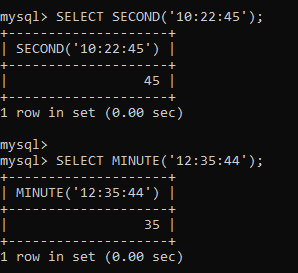 mysql> SELECT SECOND('10:22:45');
+--------------------+
| SECOND('10:22:45') |
+--------------------+
|                 45 |
+--------------------+
1 row in set (0.00 sec)

mysql>
mysql> SELECT MINUTE('12:35:44');
+--------------------+
| MINUTE('12:35:44') |
+--------------------+
|                 35 |
+--------------------+
1 row in set (0.00 sec)